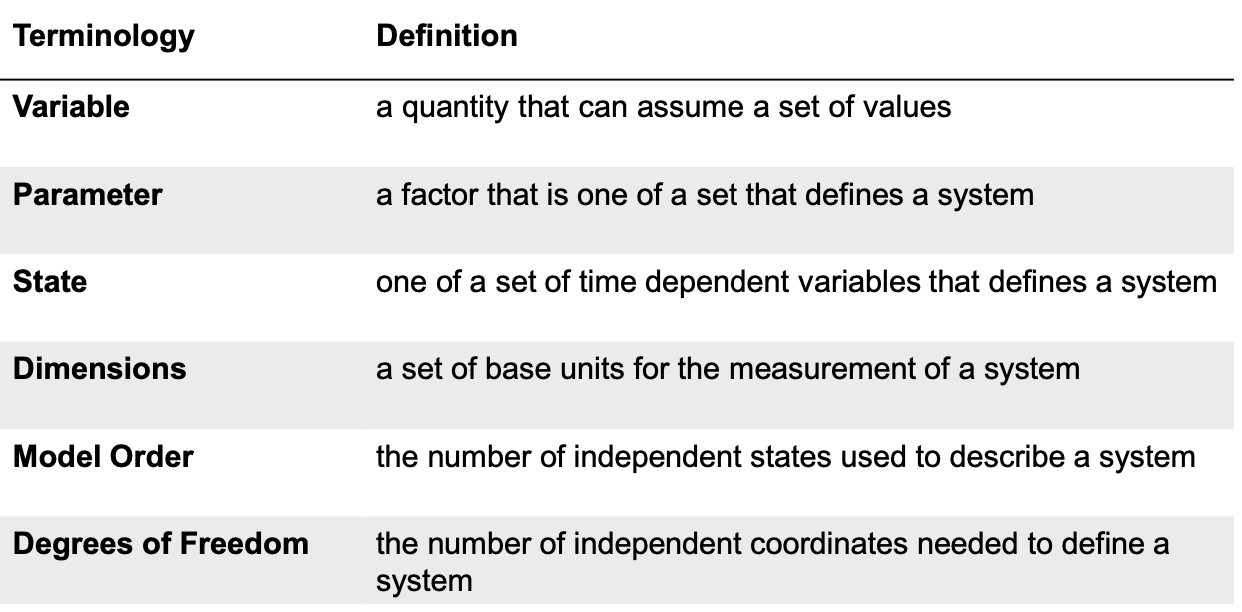 Terminology Definition
Variable a quantity that can assume a set of values
Parameter a factor that is one of a set that defines a system
State one of a set of time dependent variables that defines a system
Dimensions a set of base units for the measurement of a system
Model Order the number of independent states used to describe a system
Degrees of Freedom the number of independent coordinates needed to define a
system